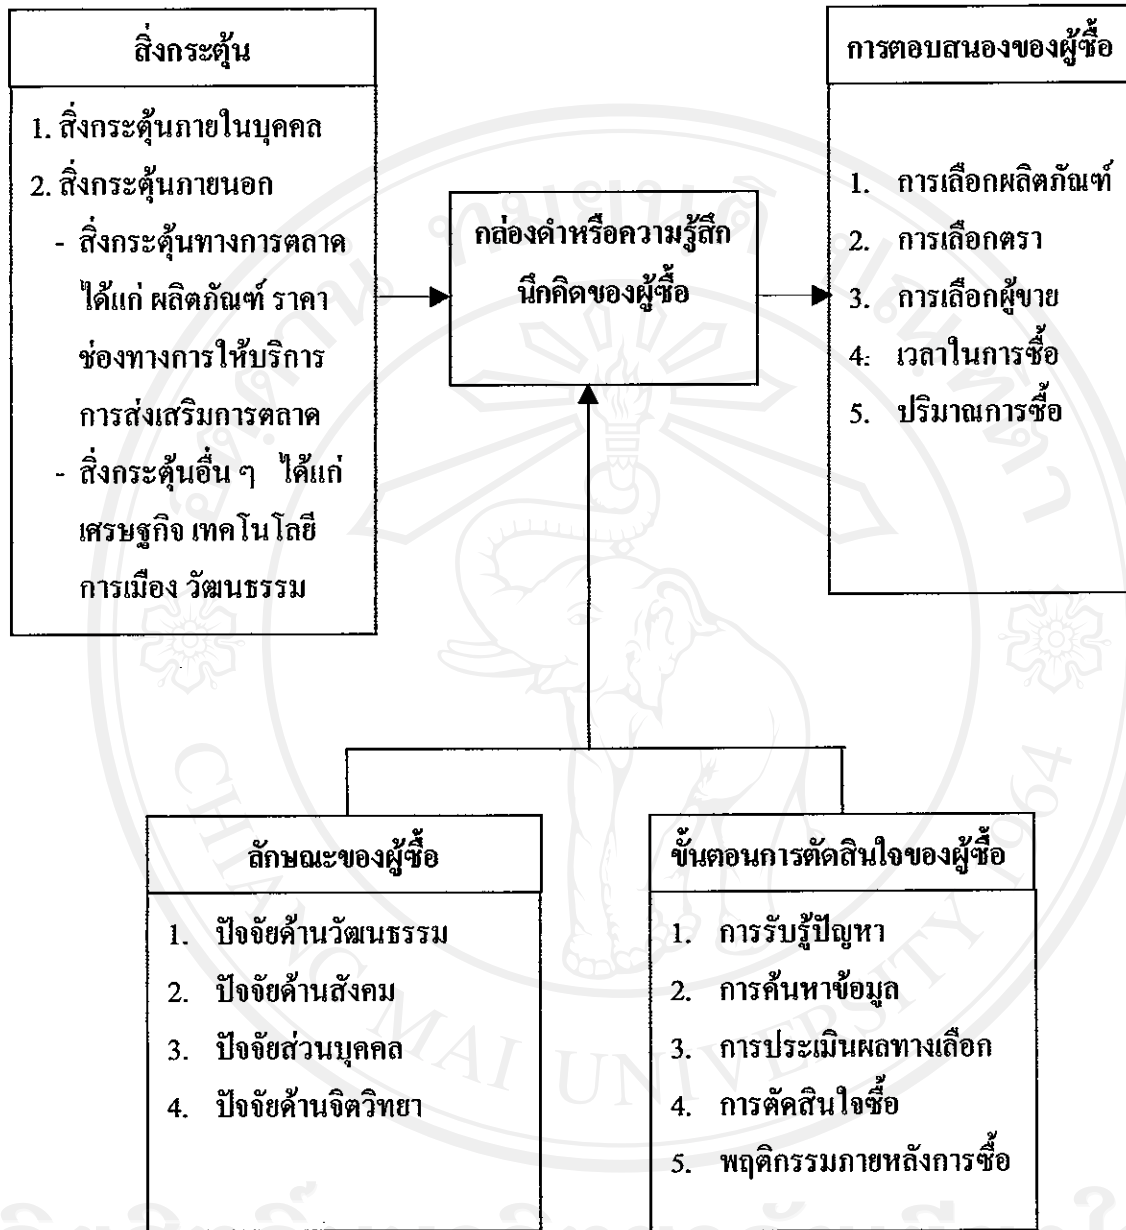 สิ่งกระตุ้น
1. สิ่งกระตุ้นภายในบุคคล
2. สิ่งกระตุ้นภายนอก
- สิ่งกระตุ้นทางการตลาด
ได้แก่ ผลิตภัณฑ์ ราคา
ช่องทางการให้บริการ
การส่งเสริมการตลาด
- สิ่งกระตุ้นอื่น ๆ ได้แก่
เศรษฐกิจ เทคโนโลยี
การเมือง วัฒนธรรม
กล่องดำหรือความรู้สึก
นึกคิดของผู้ซื้อ
การตอบสนองของผู้ซื้อ
1. การเลือกผลิตภัณฑ์
2. การเลือกตรา
3. การเลือกผู้ขาย
4. เวลาในการซื้อ
5. ปริมาณการซื้อ
ลักษณะของผู้ซื้อ
1. ปัจจัยด้านวัฒนธรรม
2. ปัจจัยด้านสังคม
3. ปัจจัยส่วนบุคคล
4. ปัจจัยด้านจิตวิทยา
ขั้นตอนการตัดสินใจของผู้ซื้อ
1. การรับรู้ปัญหา
2. การค้นหาข้อมูล
3. การประเมินผลทางเลือก
4. การตัดสินใจซื้อ
5. พฤติกรรมภายหลังการซื้อ
CHIANG MAI UNIVERSITY 1964